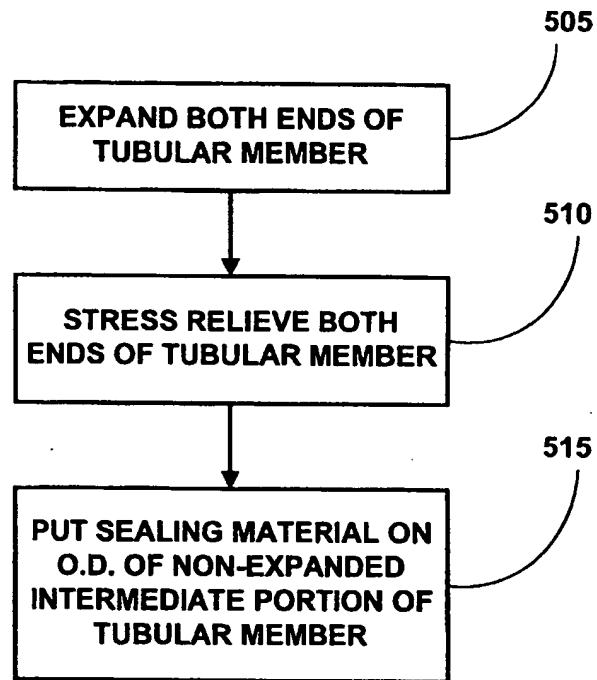 505
EXPAND BOTH ENDS OF
TUBULAR MEMBER
510
STRESS RELIEVE BOTH
ENDS OF TUBULAR MEMBER
515
PUT SEALING MATERIAL ON
O.D. OF NON-EXPANDED
INTERMEDIATE PORTION OF
TUBULAR MEMBER